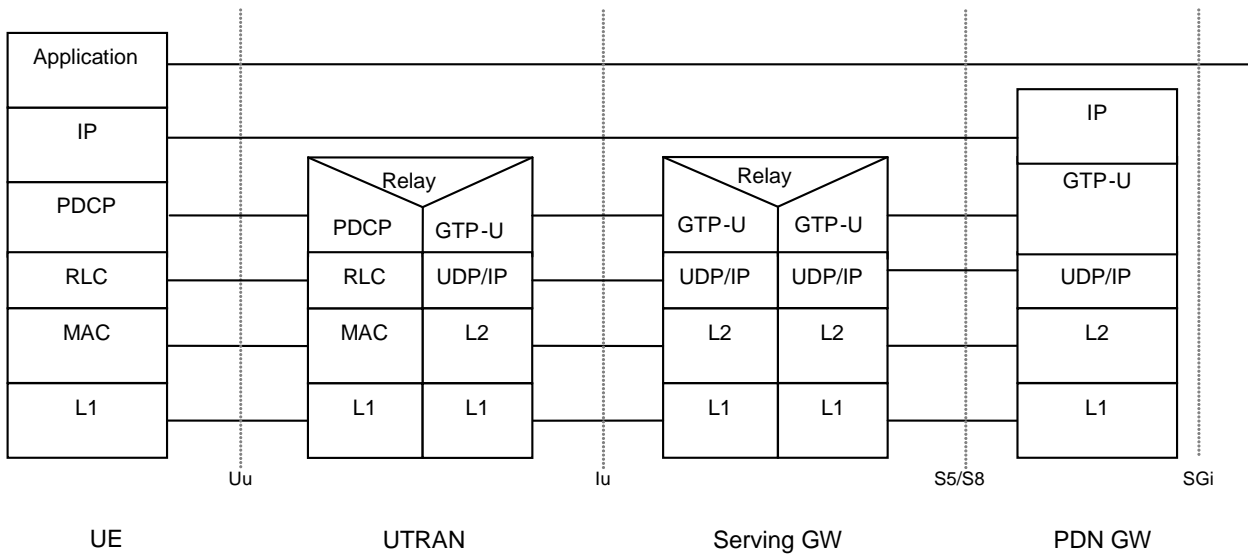 Application
IP
PDCP
RLC
MAC
L1
Relay
PDCP
GTP-U
RLC
UDP/IP
MAC
L2
L1
L1
Relay
GTP-U
GTP-U
UDP/IP
UDP/IP
L2
L2
L1
L1
IP
GTP-U
UDP/IP
L2
L1
Uu
Iu
S5/S8
SGi
UE
UTRAN
Serving GW
PDN GW